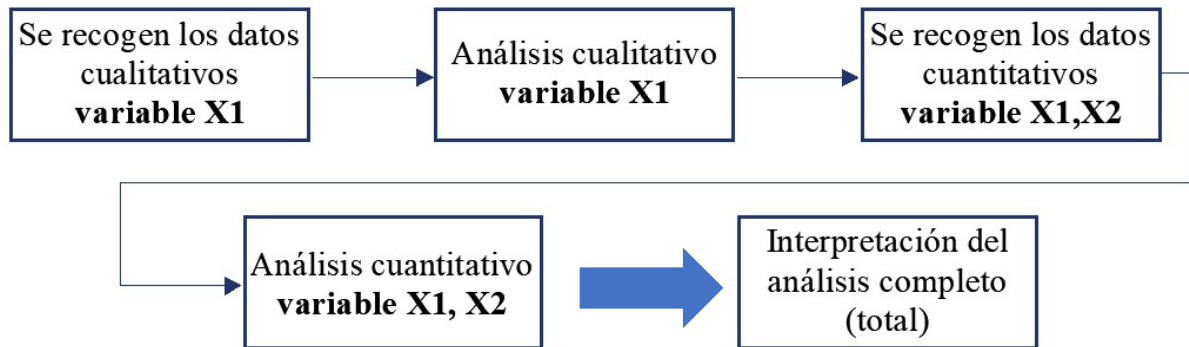 Se recogen los datos
cualitativos
variable X1
Análisis cualitativo
variable X1
Se recogen los datos
cuantitativos
variable X1,X2
Análisis cuantitativo
variable X1, X2
Interpretación del
análisis completo
(total)